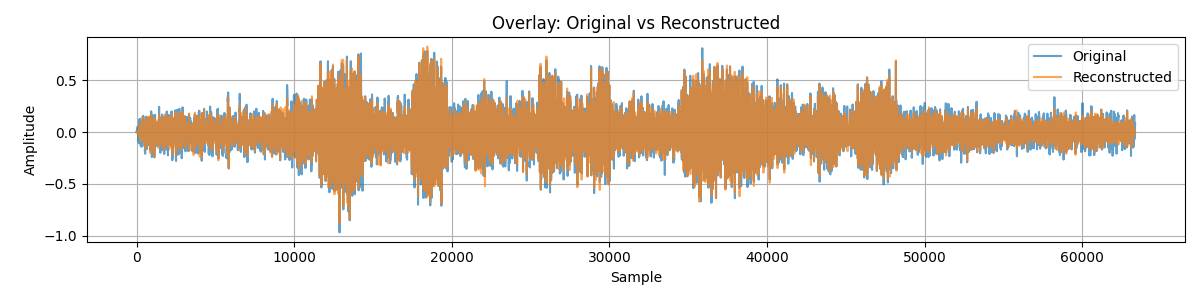 Overlay: Original vs Reconstructed
Original
Reconstructed
Amplitude
0.5
0.0
−0.5
−1.0
0 10000 20000 30000 40000 50000 60000
Sample